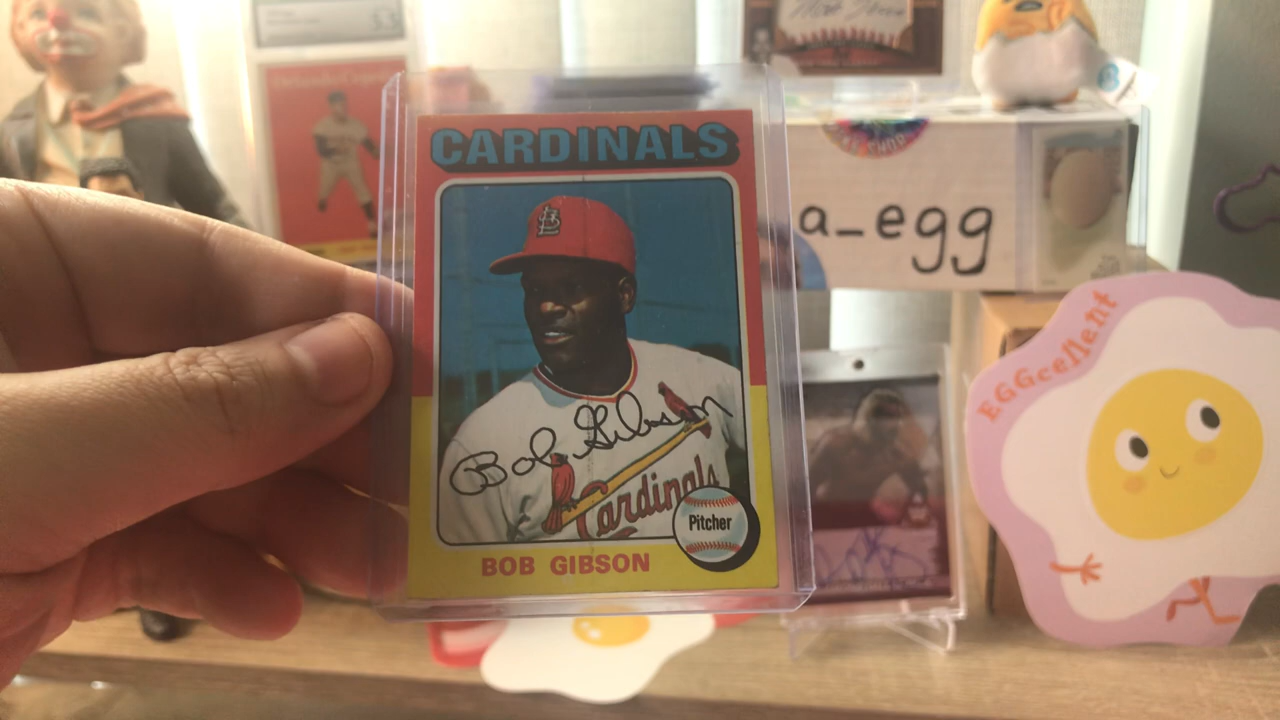 CARDINALS
Bob Gibson
Cardinals
Pitcher
BOB GIBSON
a_egg
EGGcellent